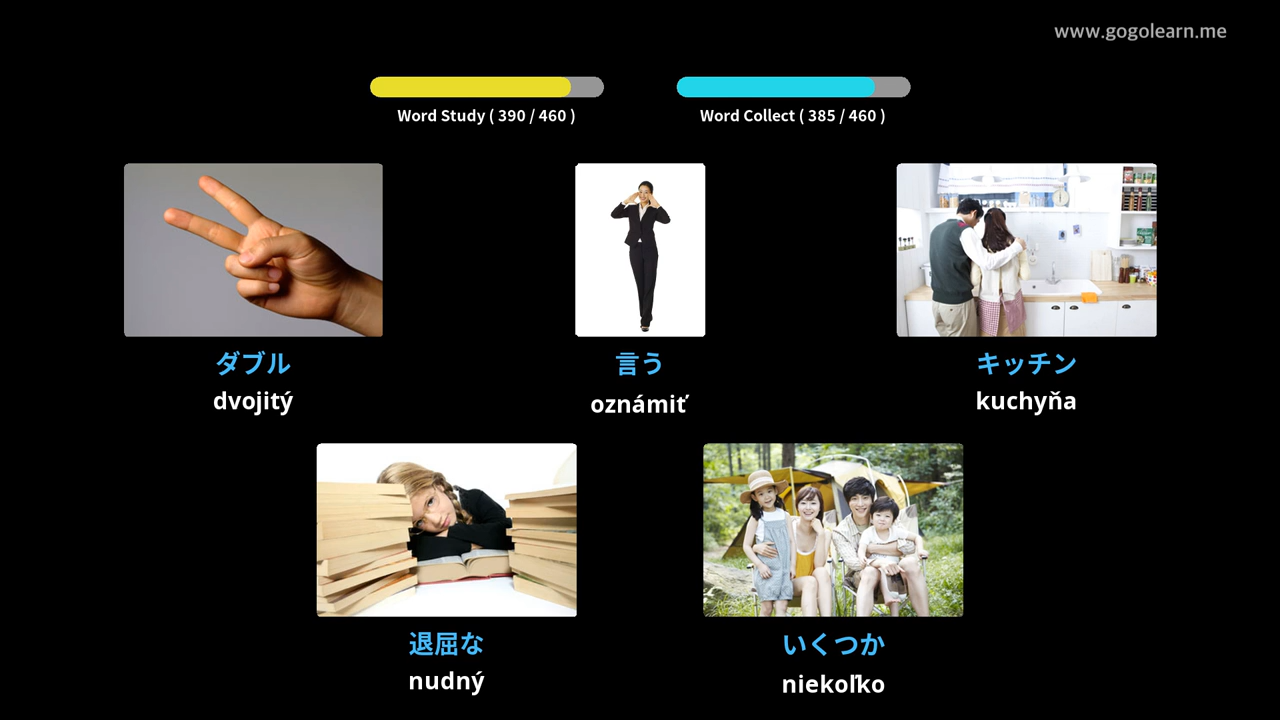 www.gogolearn.me
Word Study ( 390 / 460 )
Word Collect ( 385 / 460 )
ダブル
dvojitý
言う
oznámiť
キッチン
kuchyňa
退屈な
nudný
いくつか
niekoľko